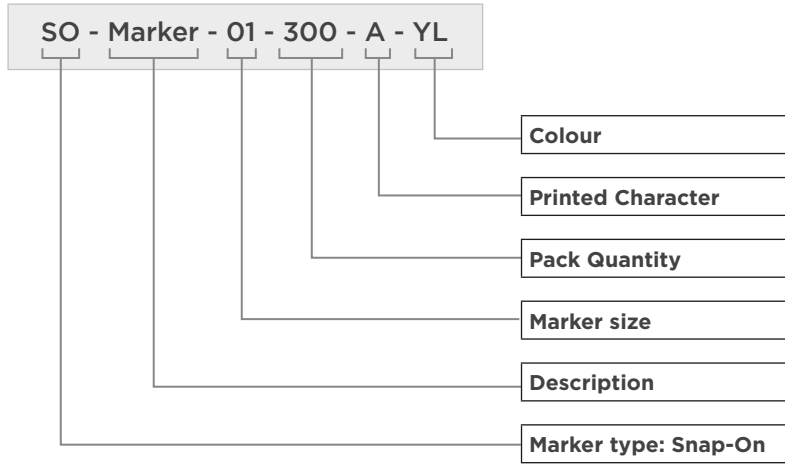 SO - Marker - 01 - 300 - A - YL
Colour
Printed Character
Pack Quantity
Marker size
Description
Marker type: Snap-On